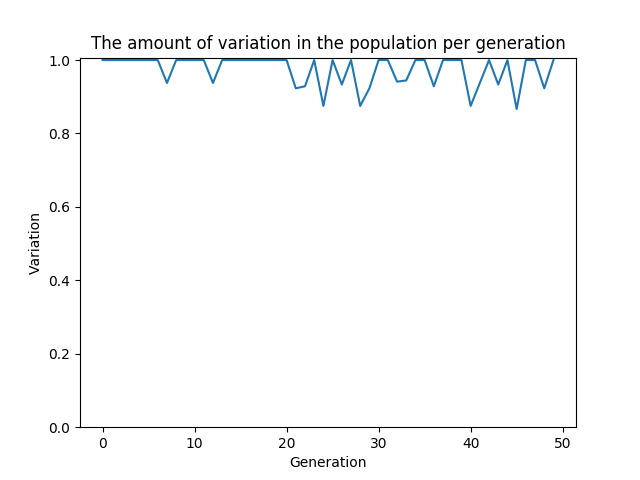 The amount of variation in the population per generation
1.0
0.8
0.6
0.4
0.2
0.0
Variation
0 10 20 30 40 50
Generation